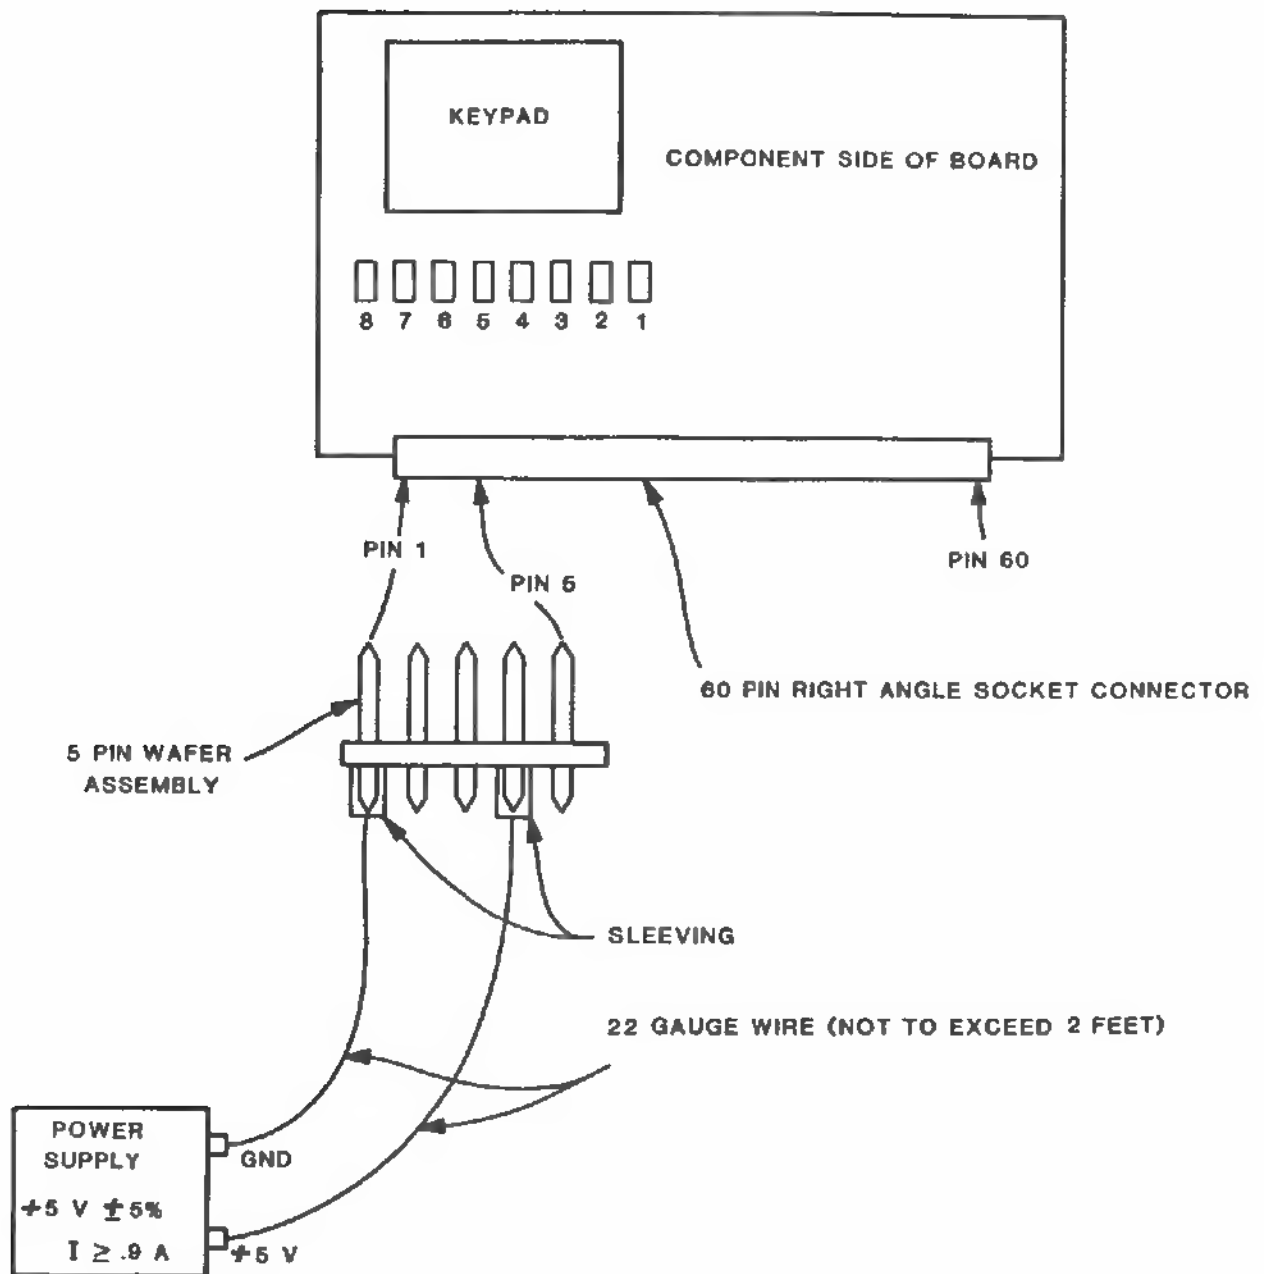 KEYPAD
COMPONENT SIDE OF BOARD
8 7 6 5 4 3 2 1
PIN 1
PIN 5
PIN 60
60 PIN RIGHT ANGLE SOCKET CONNECTOR
5 PIN WAFER
ASSEMBLY
SLEEVING
22 GAUGE WIRE (NOT TO EXCEED 2 FEET)
POWER
SUPPLY
GND
+5 V ±5%
I ≥ .9 A
+5 V